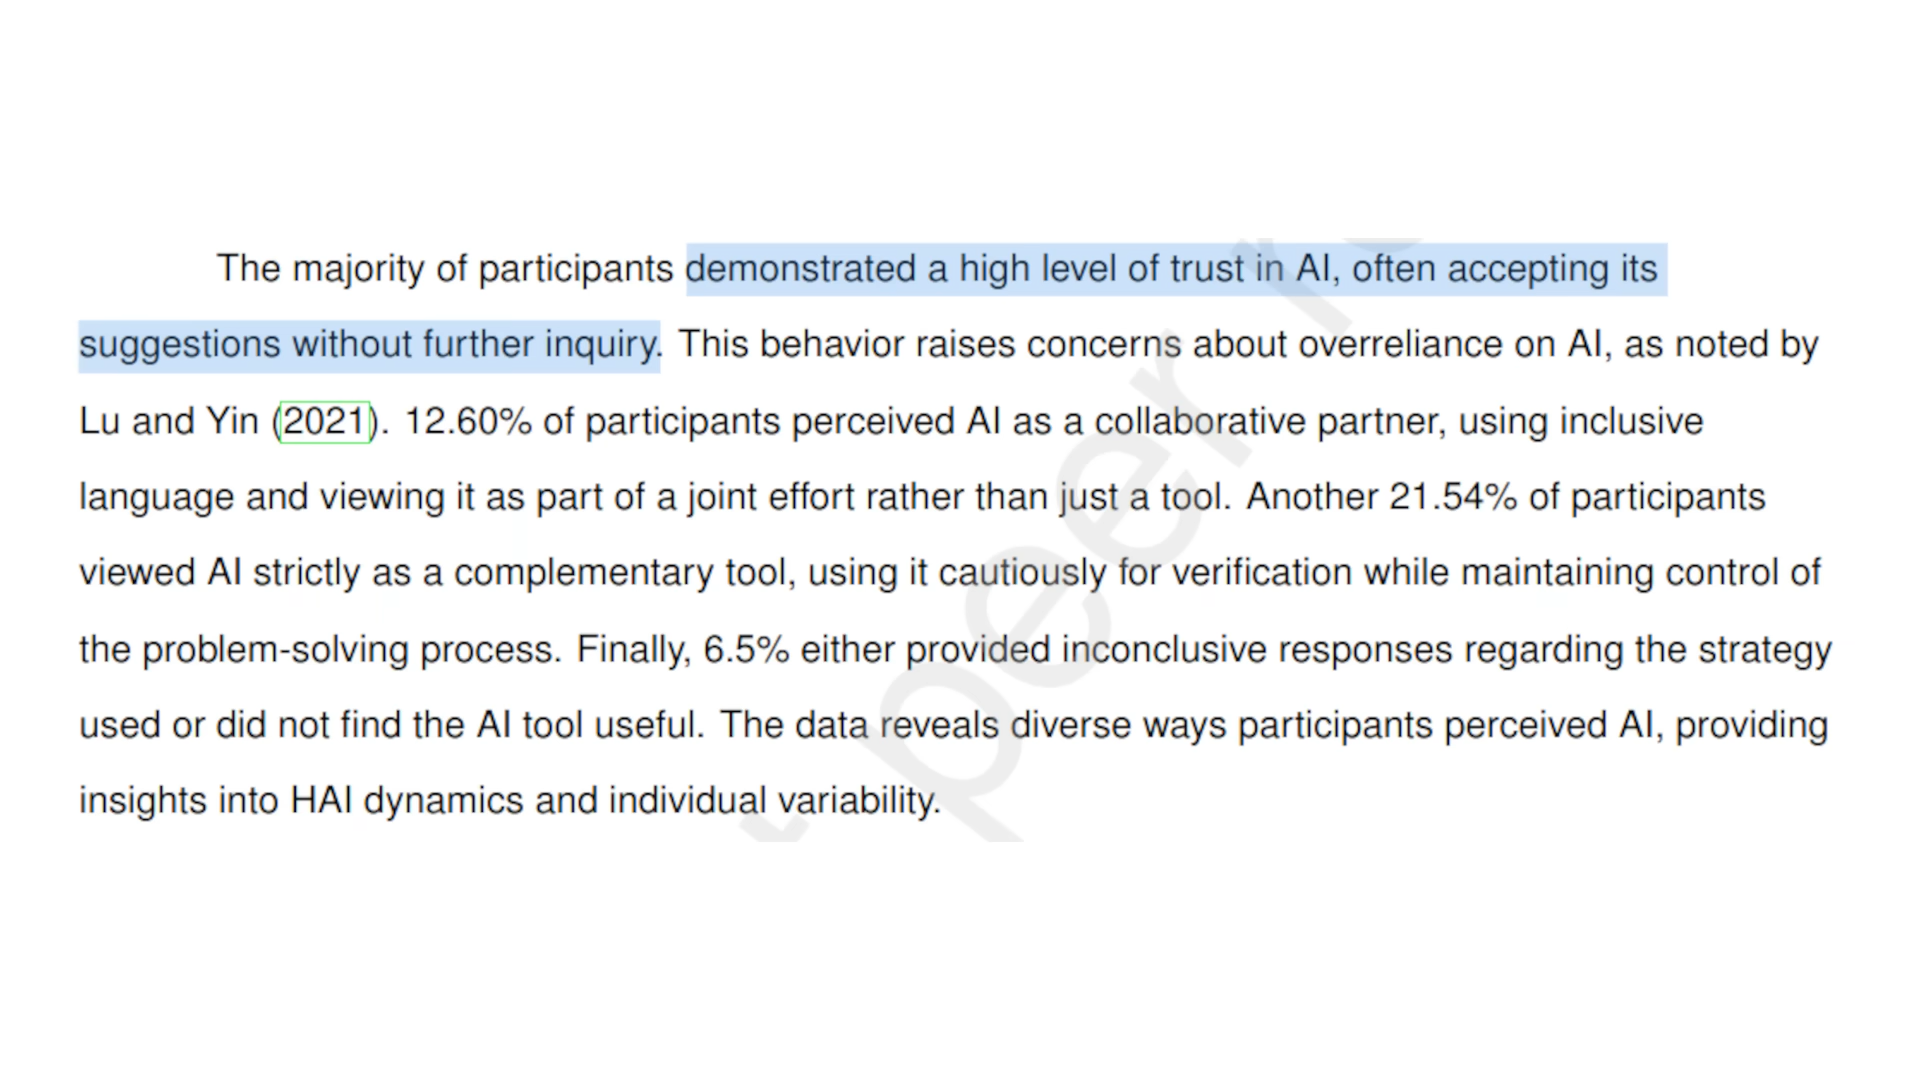 The majority of participants demonstrated a high level of trust in AI, often accepting its
suggestions without further inquiry. This behavior raises concerns about overreliance on AI, as noted by
Lu and Yin (2021). 12.60% of participants perceived AI as a collaborative partner, using inclusive
language and viewing it as part of a joint effort rather than just a tool. Another 21.54% of participants
viewed AI strictly as a complementary tool, using it cautiously for verification while maintaining control of
the problem-solving process. Finally, 6.5% either provided inconclusive responses regarding the strategy
used or did not find the AI tool useful. The data reveals diverse ways participants perceived AI, providing
insights into HAI dynamics and individual variability.
peer